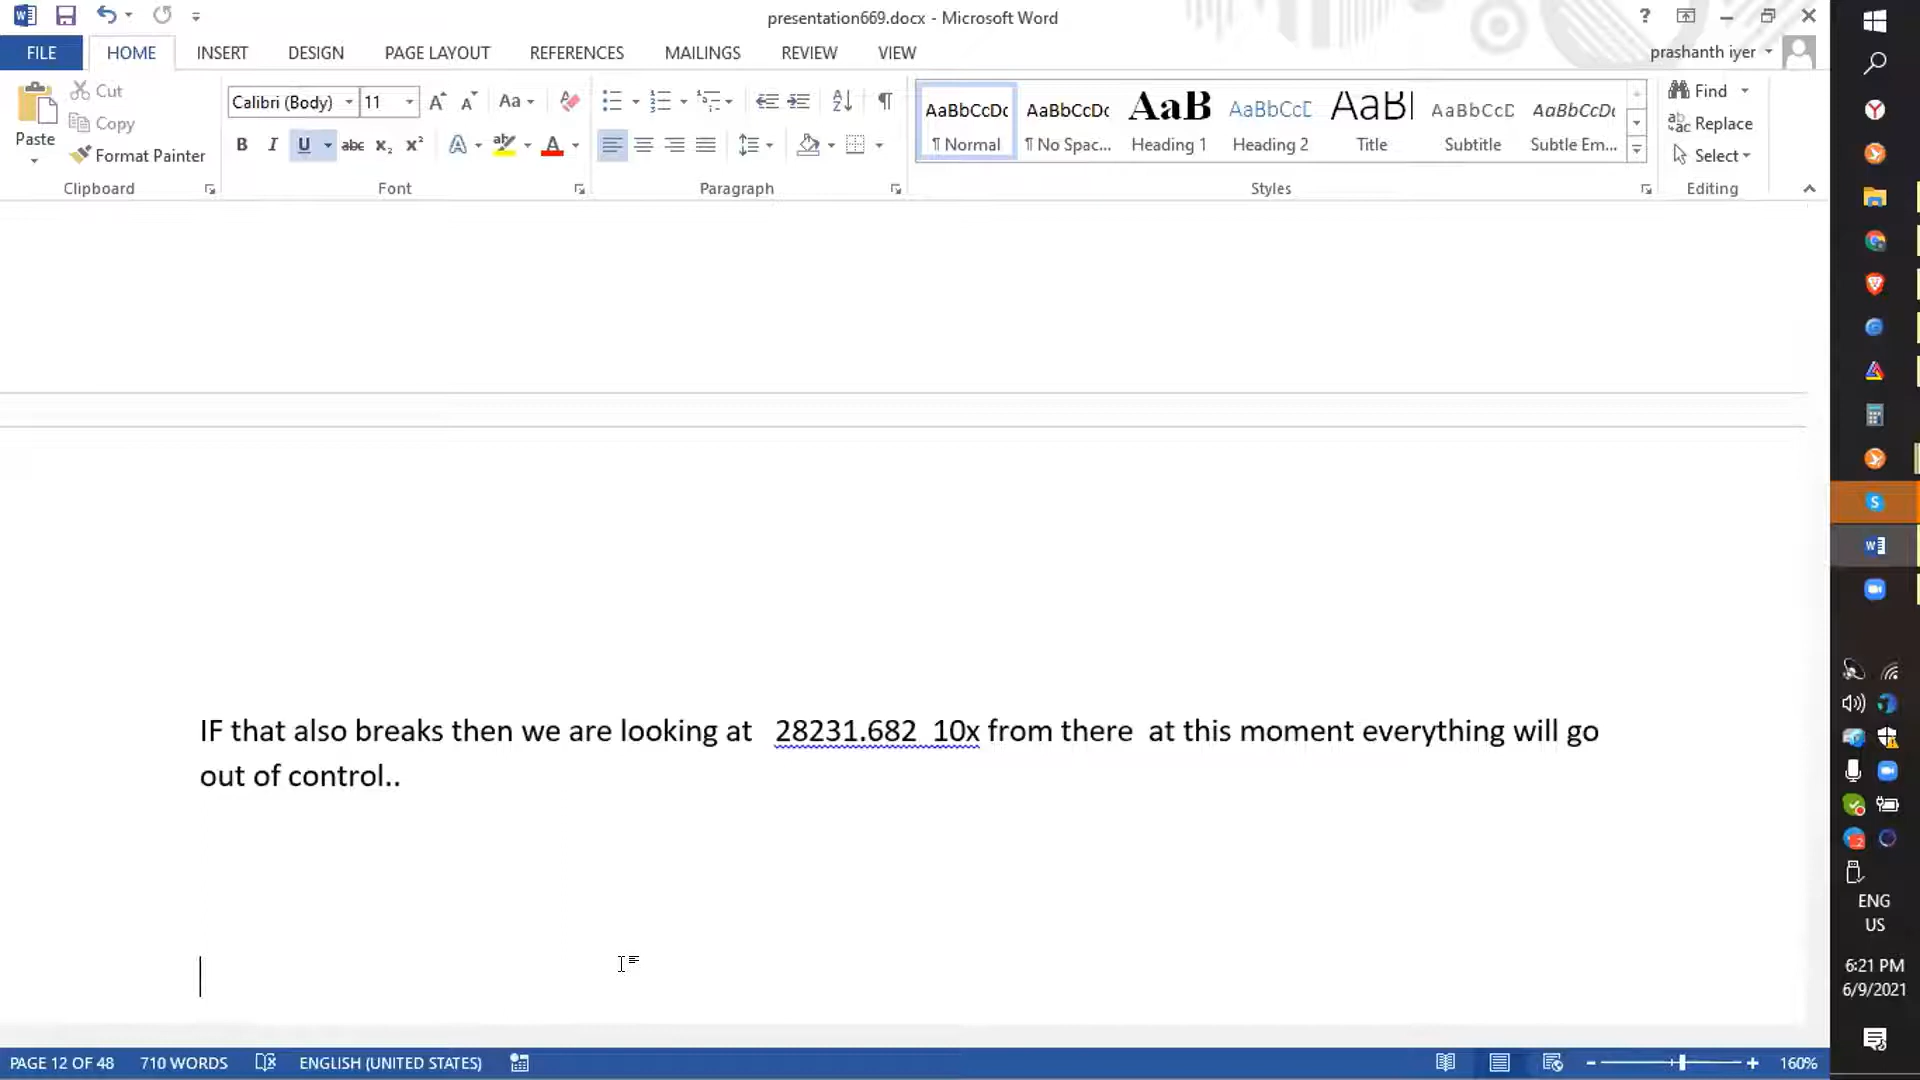 presentation669.docx - Microsoft Word
FILE HOME INSERT DESIGN PAGE LAYOUT REFERENCES MAILINGS REVIEW VIEW prashanth iyer
Paste Cut
Copy
Format Painter
Clipboard
Calibri (Body) 11
Font
Paragraph
AaBbCcDc AaBbCcDc AaB AaBbCcD AaB AaBbCcD AaBbCcDc
¶ Normal ¶ No Spac... Heading 1 Heading 2 Title Subtitle Subtle Em...
Styles
Find
Replace
Select
Editing
IF that also breaks then we are looking at 28231.682 10x from there at this moment everything will go
out of control..
ENG
US
6:21 PM
6/9/2021
PAGE 12 OF 48 710 WORDS ENGLISH (UNITED STATES) 160%